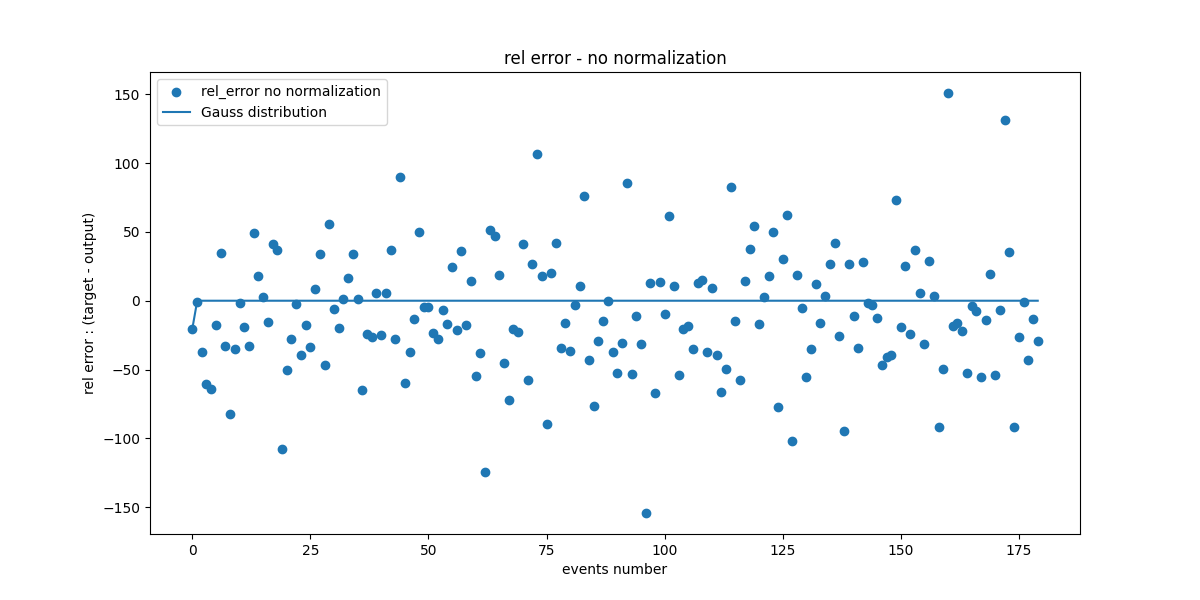 rel error - no normalization
rel_error no normalization
Gauss distribution
rel error : (target - output)
150
100
50
0
−50
−100
−150
0 25 50 75 100 125 150 175
events number